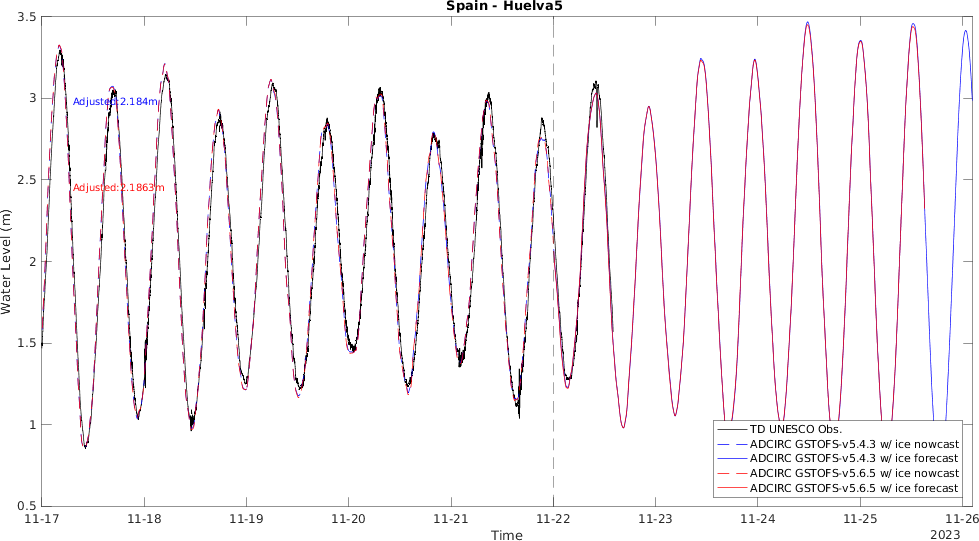 Spain - Huelva5
3.5
3
2.5
2
1.5
1
0.5
Water Level (m)
Adjusted:2.184m
Adjusted:2.1863m
TD UNESCO Obs.
ADCIRC GSTOFS-v5.4.3 w/ ice nowcast
ADCIRC GSTOFS-v5.4.3 w/ ice forecast
ADCIRC GSTOFS-v5.6.5 w/ ice nowcast
ADCIRC GSTOFS-v5.6.5 w/ ice forecast
11-17 11-18 11-19 11-20 11-21 11-22 11-23 11-24 11-25 11-26
Time
2023